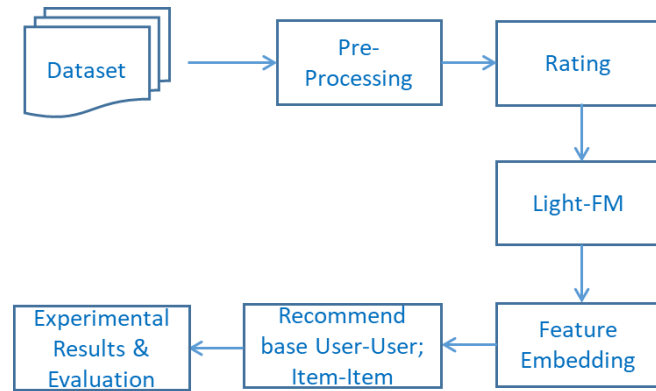 Dataset
Pre-
Processing
Rating
Light-FM
Feature
Embedding
Recommend
base User-User;
Item-Item
Experimental
Results &
Evaluation